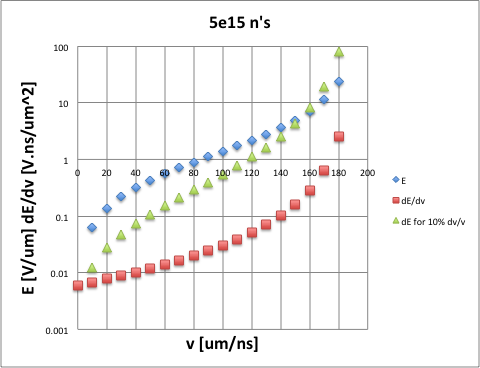 5e15 n's
100
10
1
0.1
0.01
0.001
0 20 40 60 80 100 120 140 160 180 200
E [V/um] dE/dv [V.ns/um^2]
v [um/ns]
E
dE/dv
dE for 10% dv/v